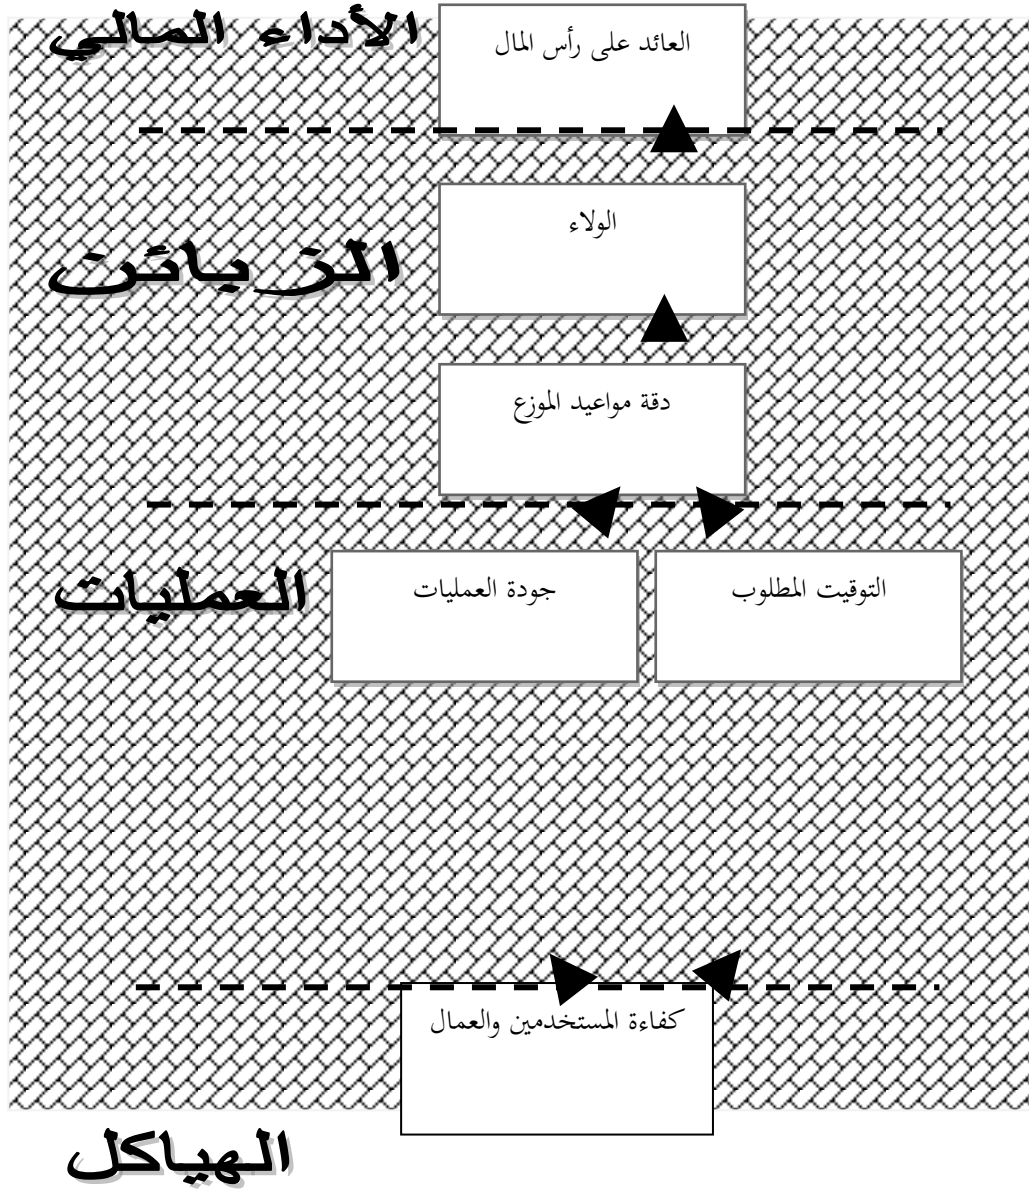 الأداء المالي
العائد على رأس المال
الزبائن
الولاء
دقة مواعيد الموزع
العمليات
التوقيت المطلوب
جودة العمليات
كفاءة المستخدمين والعمال
الهياكل